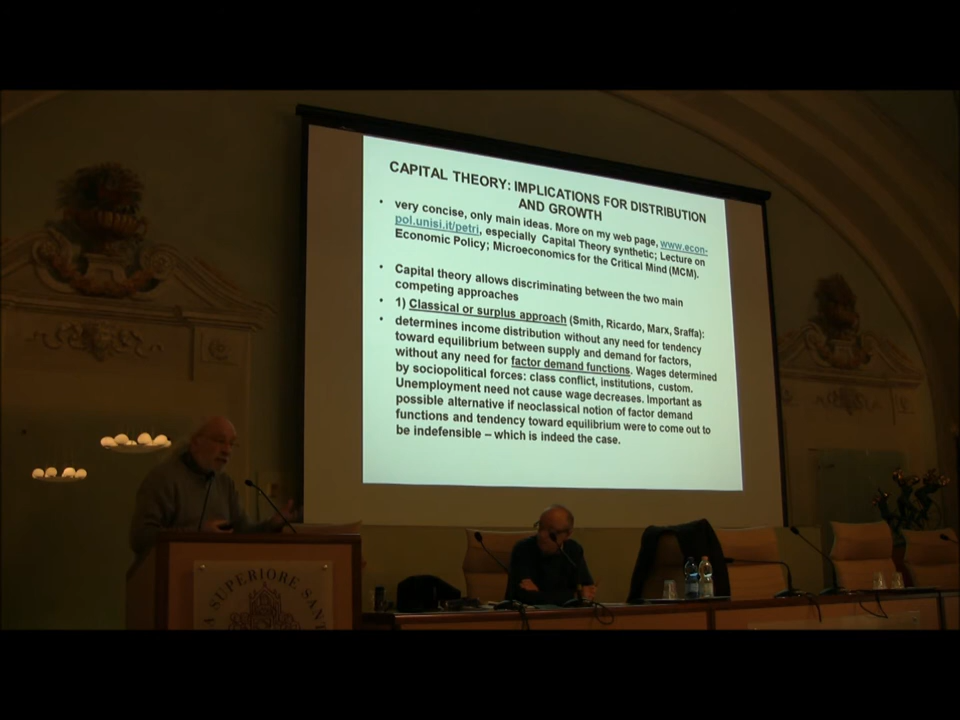 CAPITAL THEORY: IMPLICATIONS FOR DISTRIBUTION
AND GROWTH
• very concise, only main ideas. More on my web page, www.econ-
pol.unisi.it/petri, especially Capital Theory synthetic; Lecture on
Economic Policy; Microeconomics for the Critical Mind (MCM).
• Capital theory allows discriminating between the two main
competing approaches
• 1) Classical or surplus approach (Smith, Ricardo, Marx, Sraffa):
• determines income distribution without any need for tendency
toward equilibrium between supply and demand for factors,
without any need for factor demand functions. Wages determined
by sociopolitical forces: class conflict, institutions, custom.
Unemployment need not cause wage decreases. Important as
possible alternative if neoclassical notion of factor demand
functions and tendency toward equilibrium were to come out to
be indefensible – which is indeed the case.
A SUPERIORE SANT